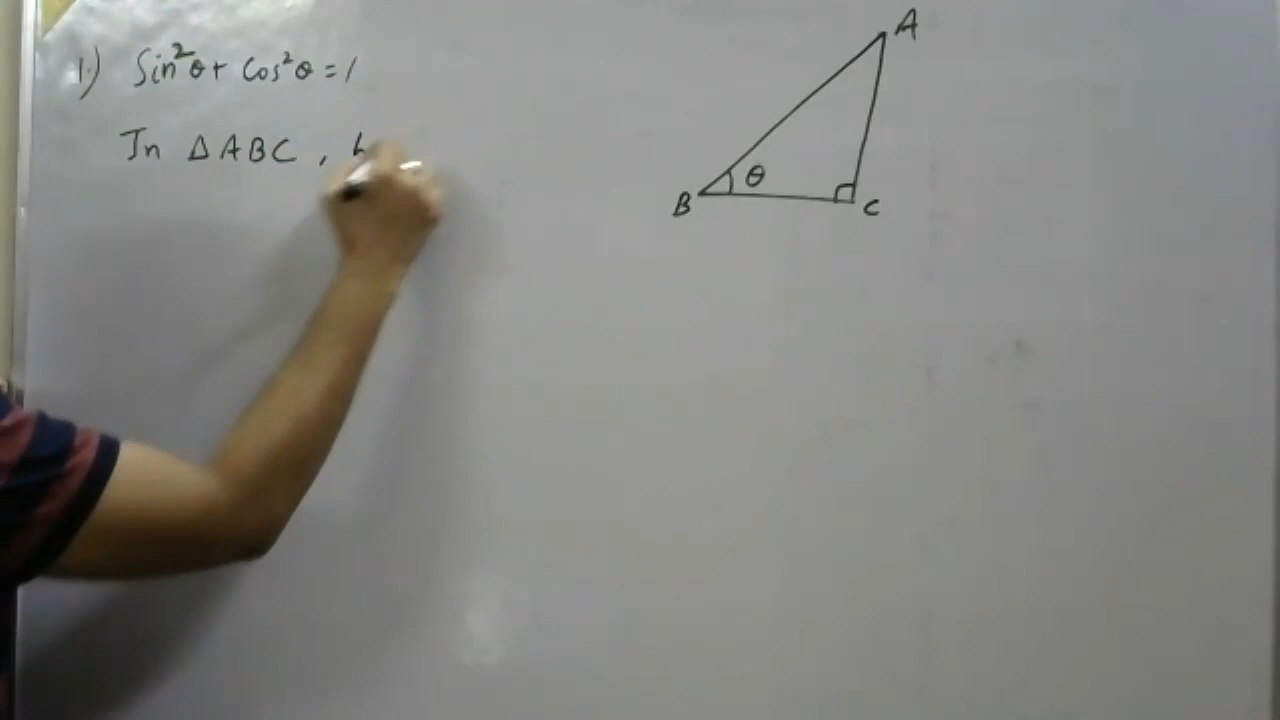 1.) Sin²θ + Cos²θ = 1
In ΔABC,
A
θ
B
C